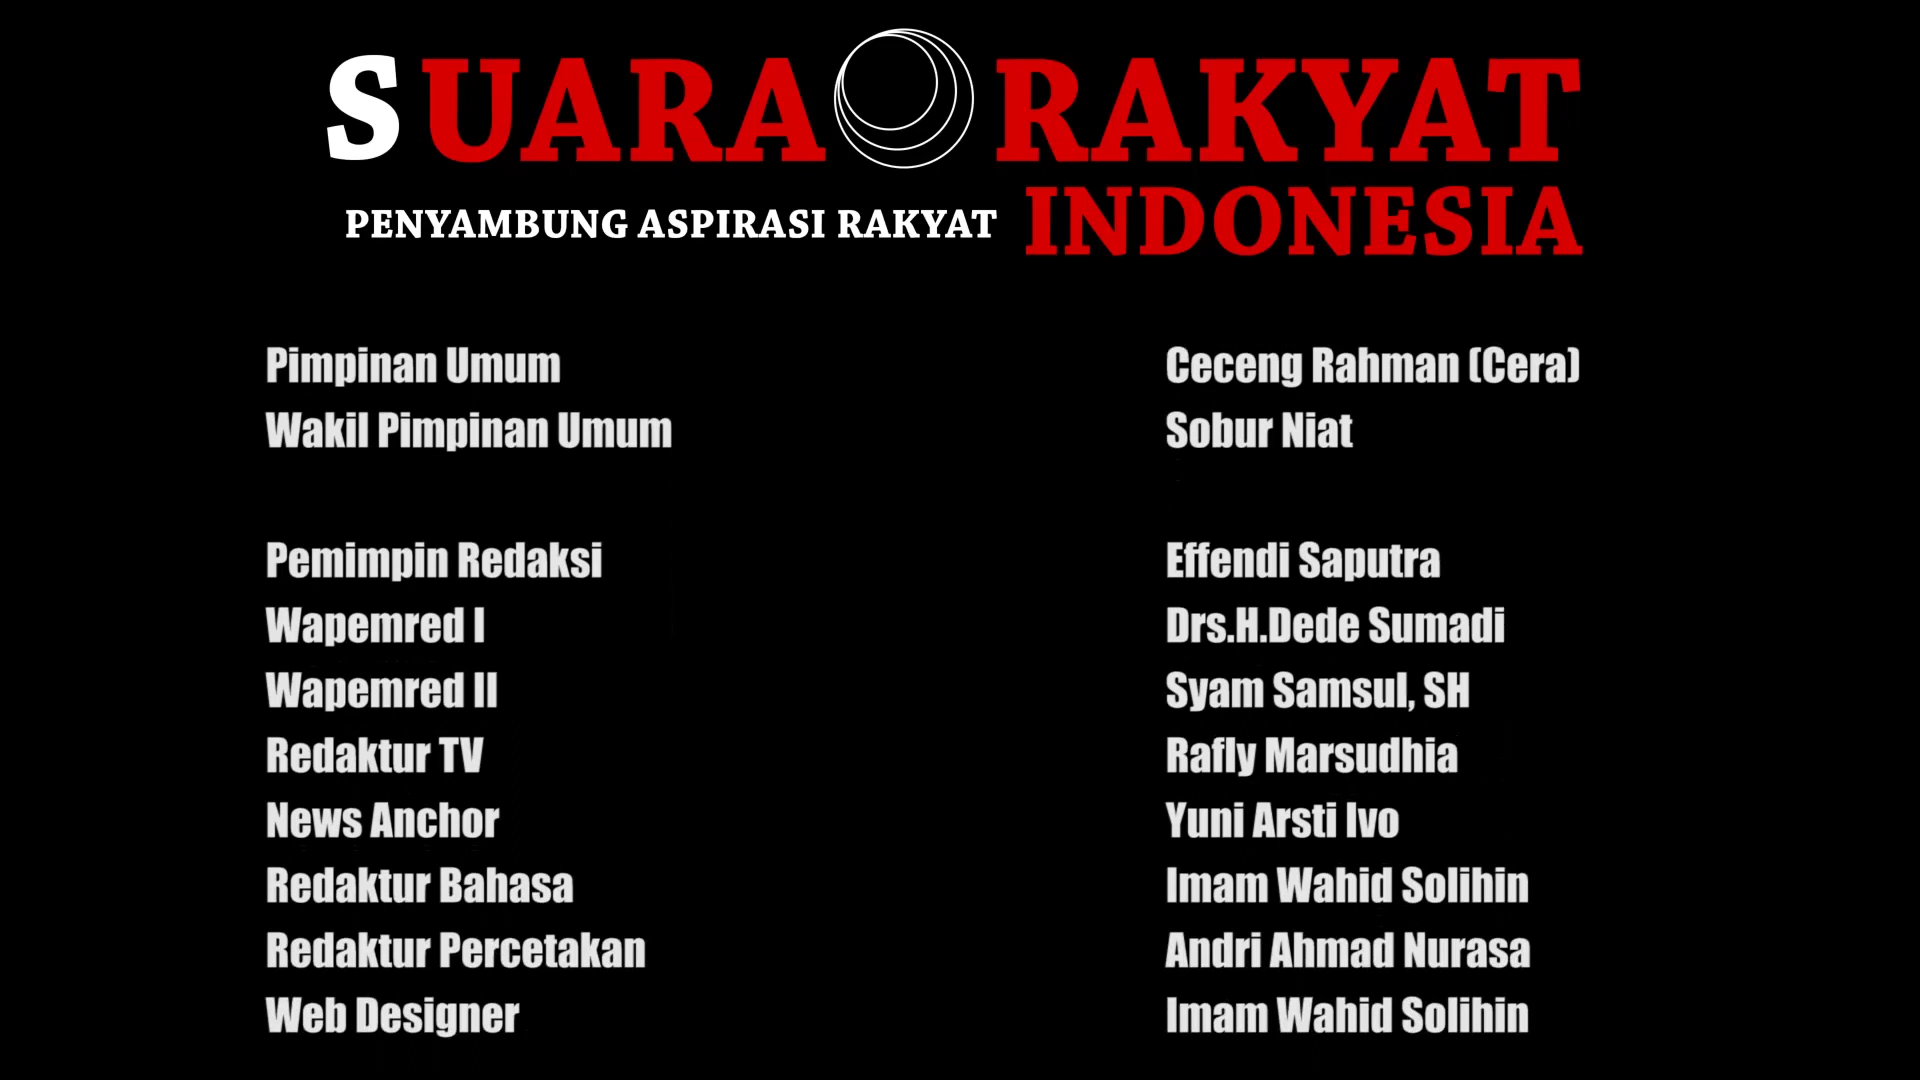 SUARA RAKYAT
PENYAMBUNG ASPIRASI RAKYAT INDONESIA
Pimpinan Umum Ceceng Rahman (Cera)
Wakil Pimpinan Umum Sobur Niat
Pemimpin Redaksi Effendi Saputra
Wapemred I Drs.H.Dede Sumadi
Wapemred II Syam Samsul, SH
Redaktur TV Rafly Marsudhia
News Anchor Yuni Arsti Ivo
Redaktur Bahasa Imam Wahid Solihin
Redaktur Percetakan Andri Ahmad Nurasa
Web Designer Imam Wahid Solihin